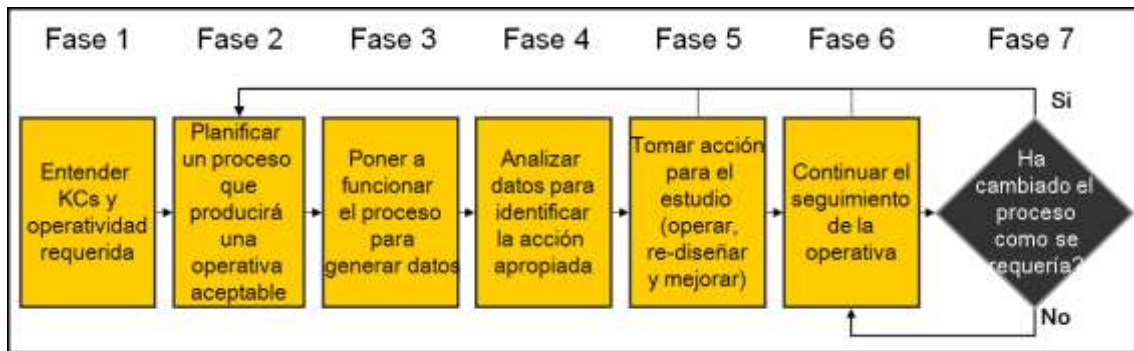 Fase 1
Fase 2
Fase 3
Fase 4
Fase 5
Fase 6
Fase 7
Si
Entender
KCs y
operatividad
requerida
Planificar
un proceso
que
producirá
una
operativa
aceptable
Poner a
funcionar
el proceso
para
generar datos
Analizar
datos para
identificar
la acción
apropiada
Tomar acción
para el
estudio
(operar,
re-diseñar
y mejorar)
Continuar el
seguimiento
de la
operativa
Ha
cambiado el
proceso
como se
requería?
No